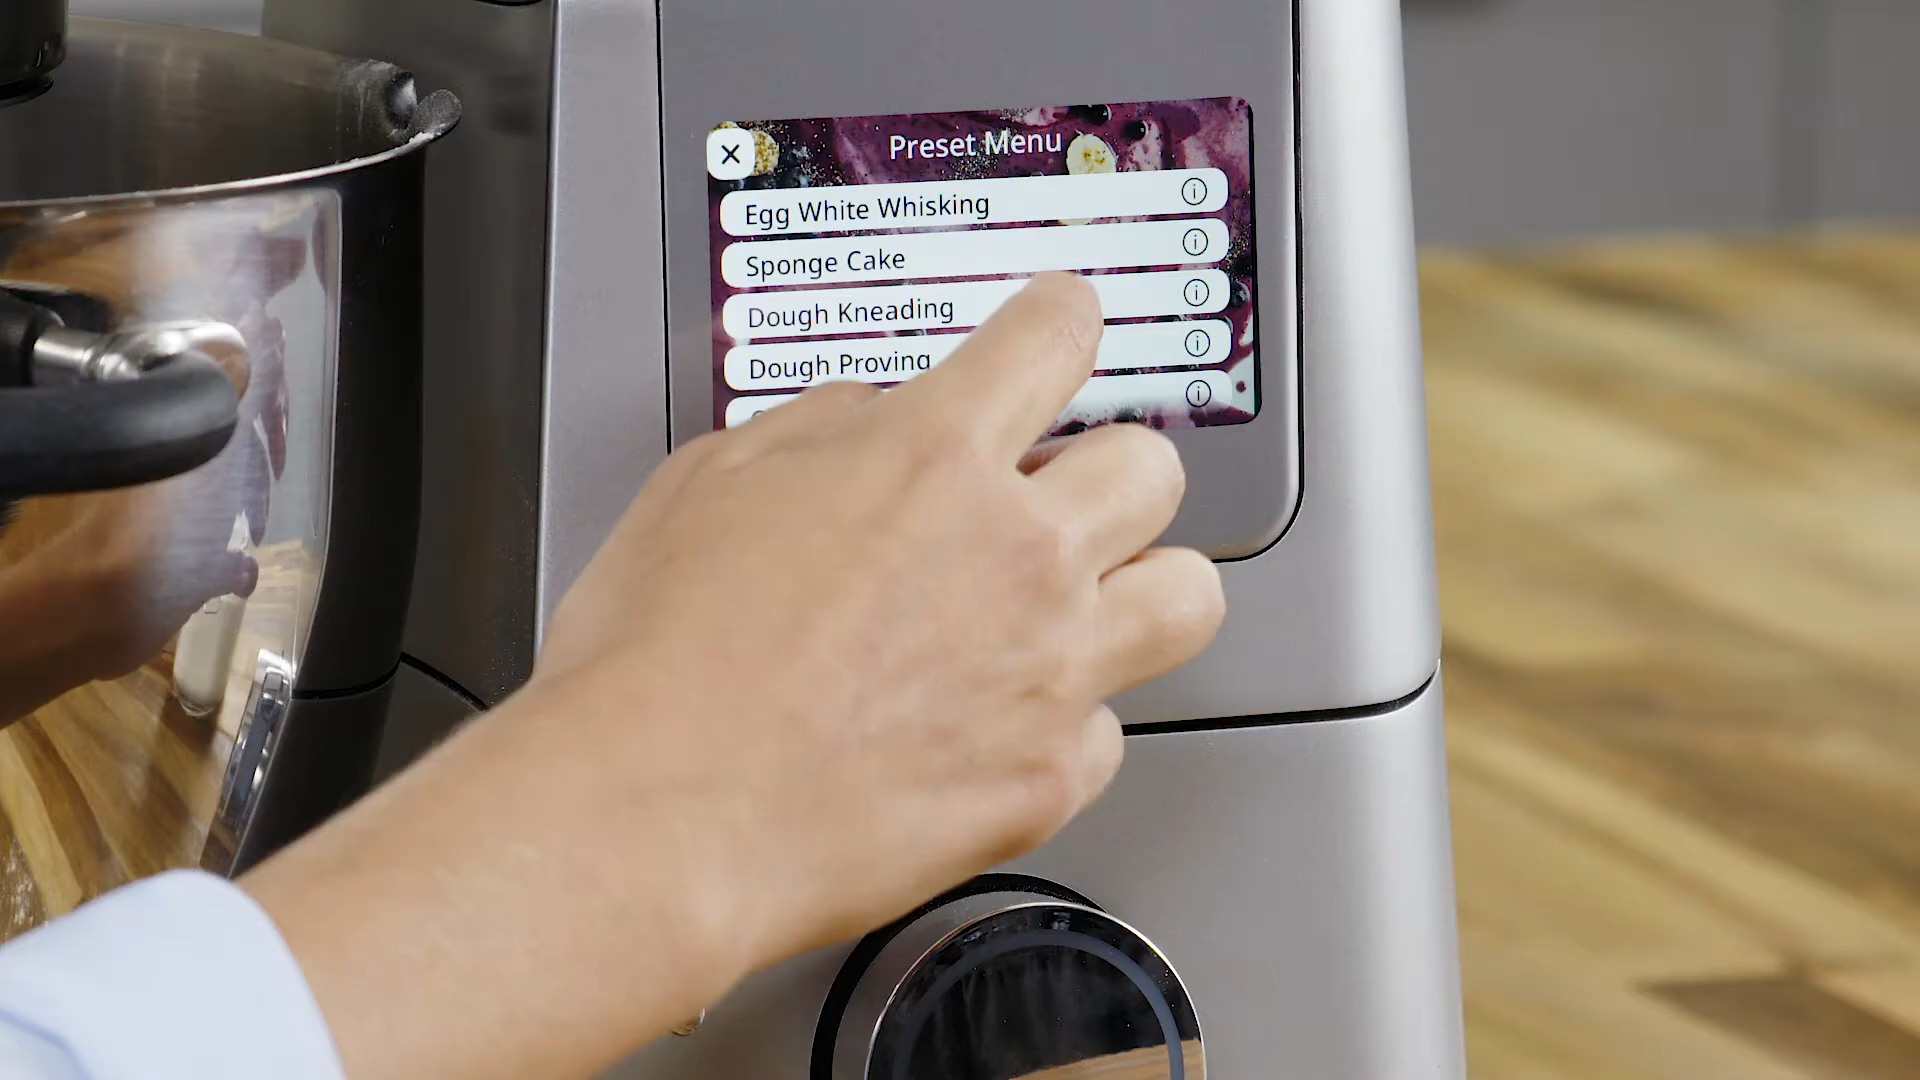 Preset Menu
Egg White Whisking
Sponge Cake
Dough Kneading
Dough Proving